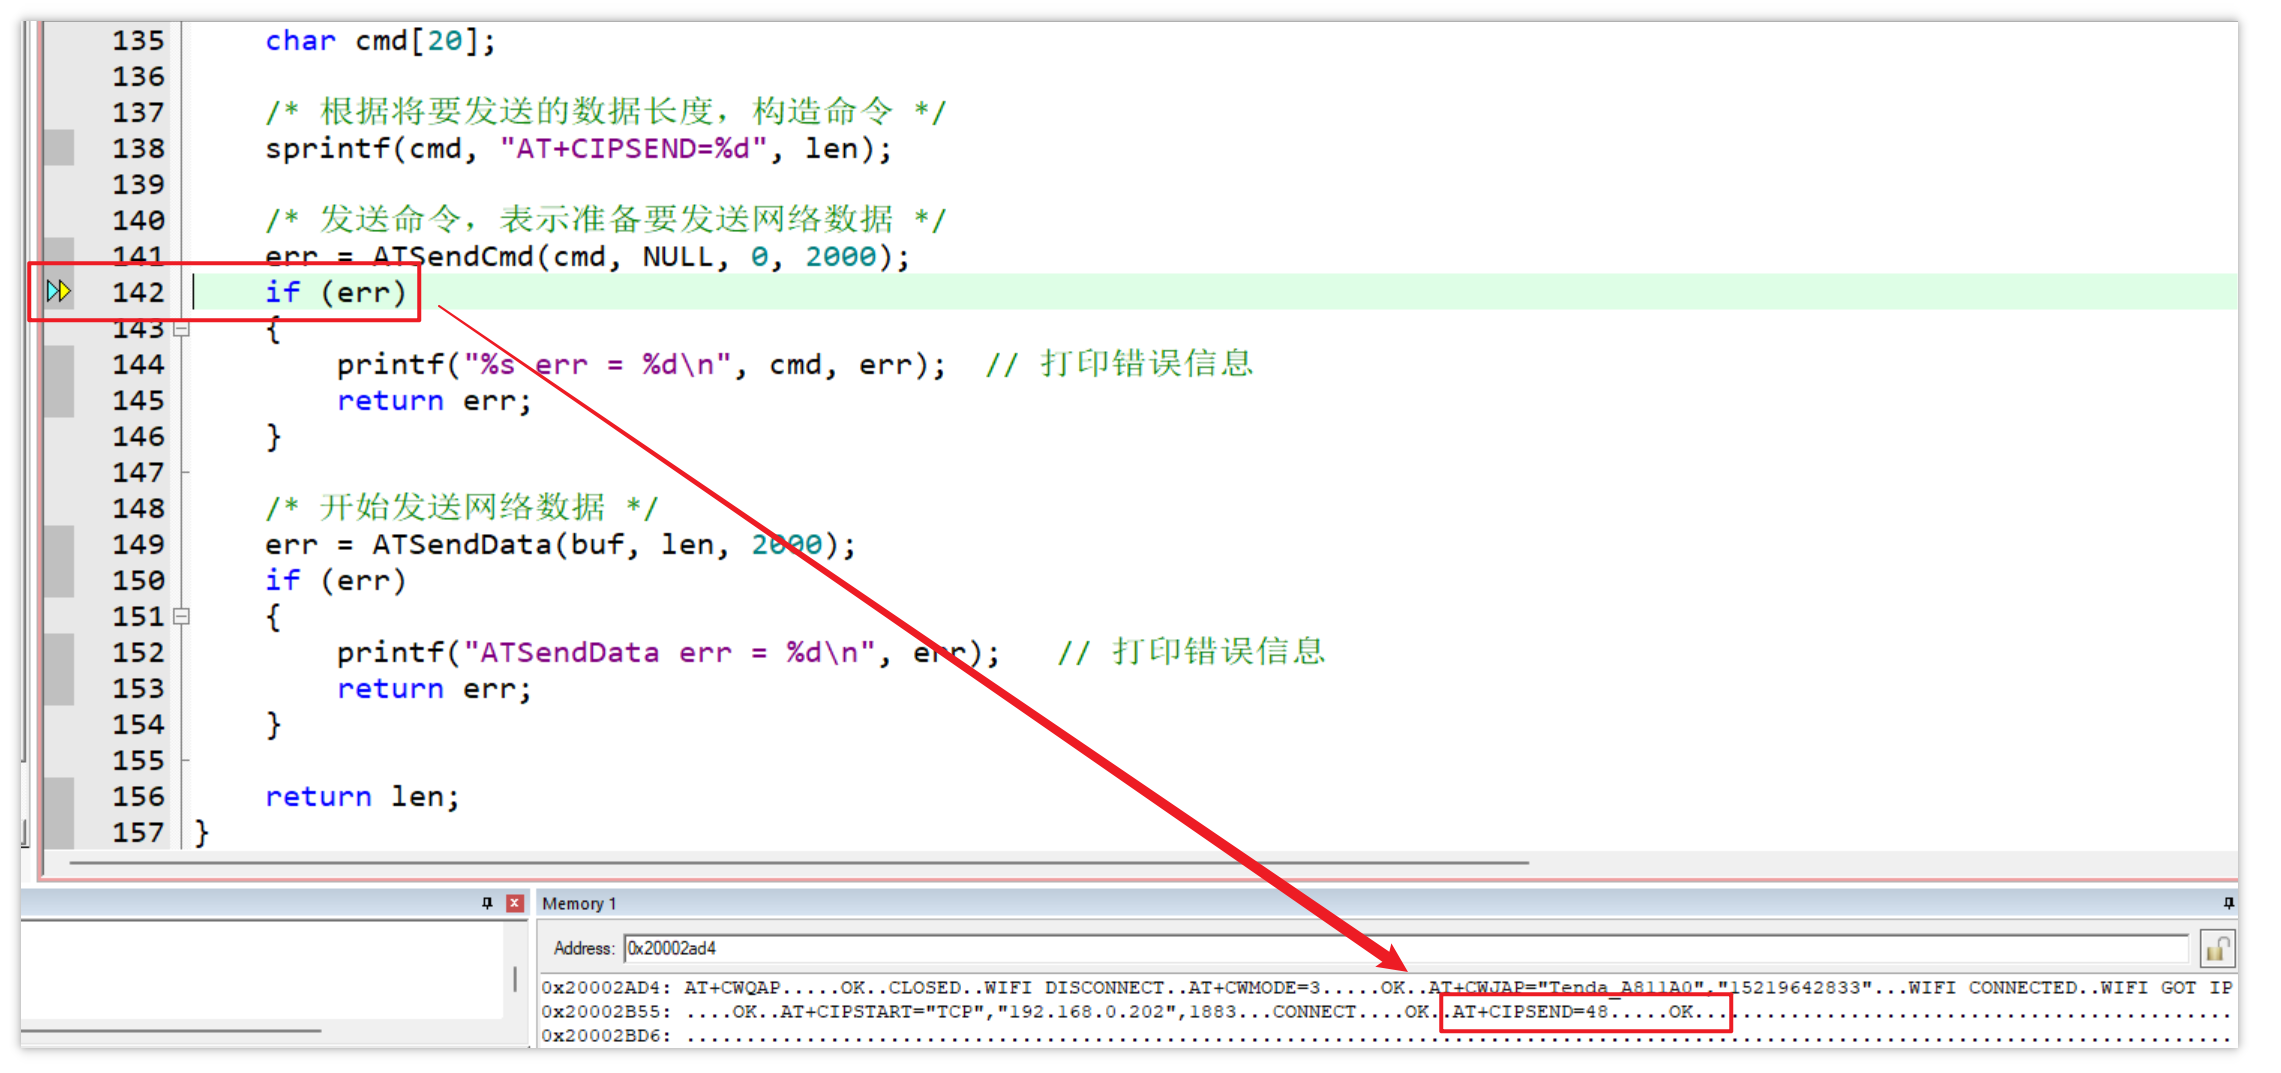 135 char cmd[20];
136
137 /* 根据将要发送的数据长度，构造命令 */
138 sprintf(cmd, "AT+CIPSEND=%d", len);
139
140 /* 发送命令，表示准备要发送网络数据 */
141 err = ATSendCmd(cmd, NULL, 0, 2000);
142 if (err)
143 {
144 printf("%s err = %d\n", cmd, err); // 打印错误信息
145 return err;
146 }
147
148 /* 开始发送网络数据 */
149 err = ATSendData(buf, len, 2000);
150 if (err)
151 {
152 printf("ATSendData err = %d\n", err); // 打印错误信息
153 return err;
154 }
155
156 return len;
157 }
Memory 1
Address: 0x20002ad4
0x20002AD4: AT+CWQAP.....OK..CLOSED..WIFI DISCONNECT..AT+CWMODE=3.....OK..AT+CWJAP="Tenda_A811A0","15219642833"...WIFI CONNECTED..WIFI GOT IP
0x20002B55: ....OK..AT+CIPSTART="TCP","192.168.0.202",1883...CONNECT....OK..AT+CIPSEND=48.....OK.............................................
0x20002BD6: .................................................................................................................................